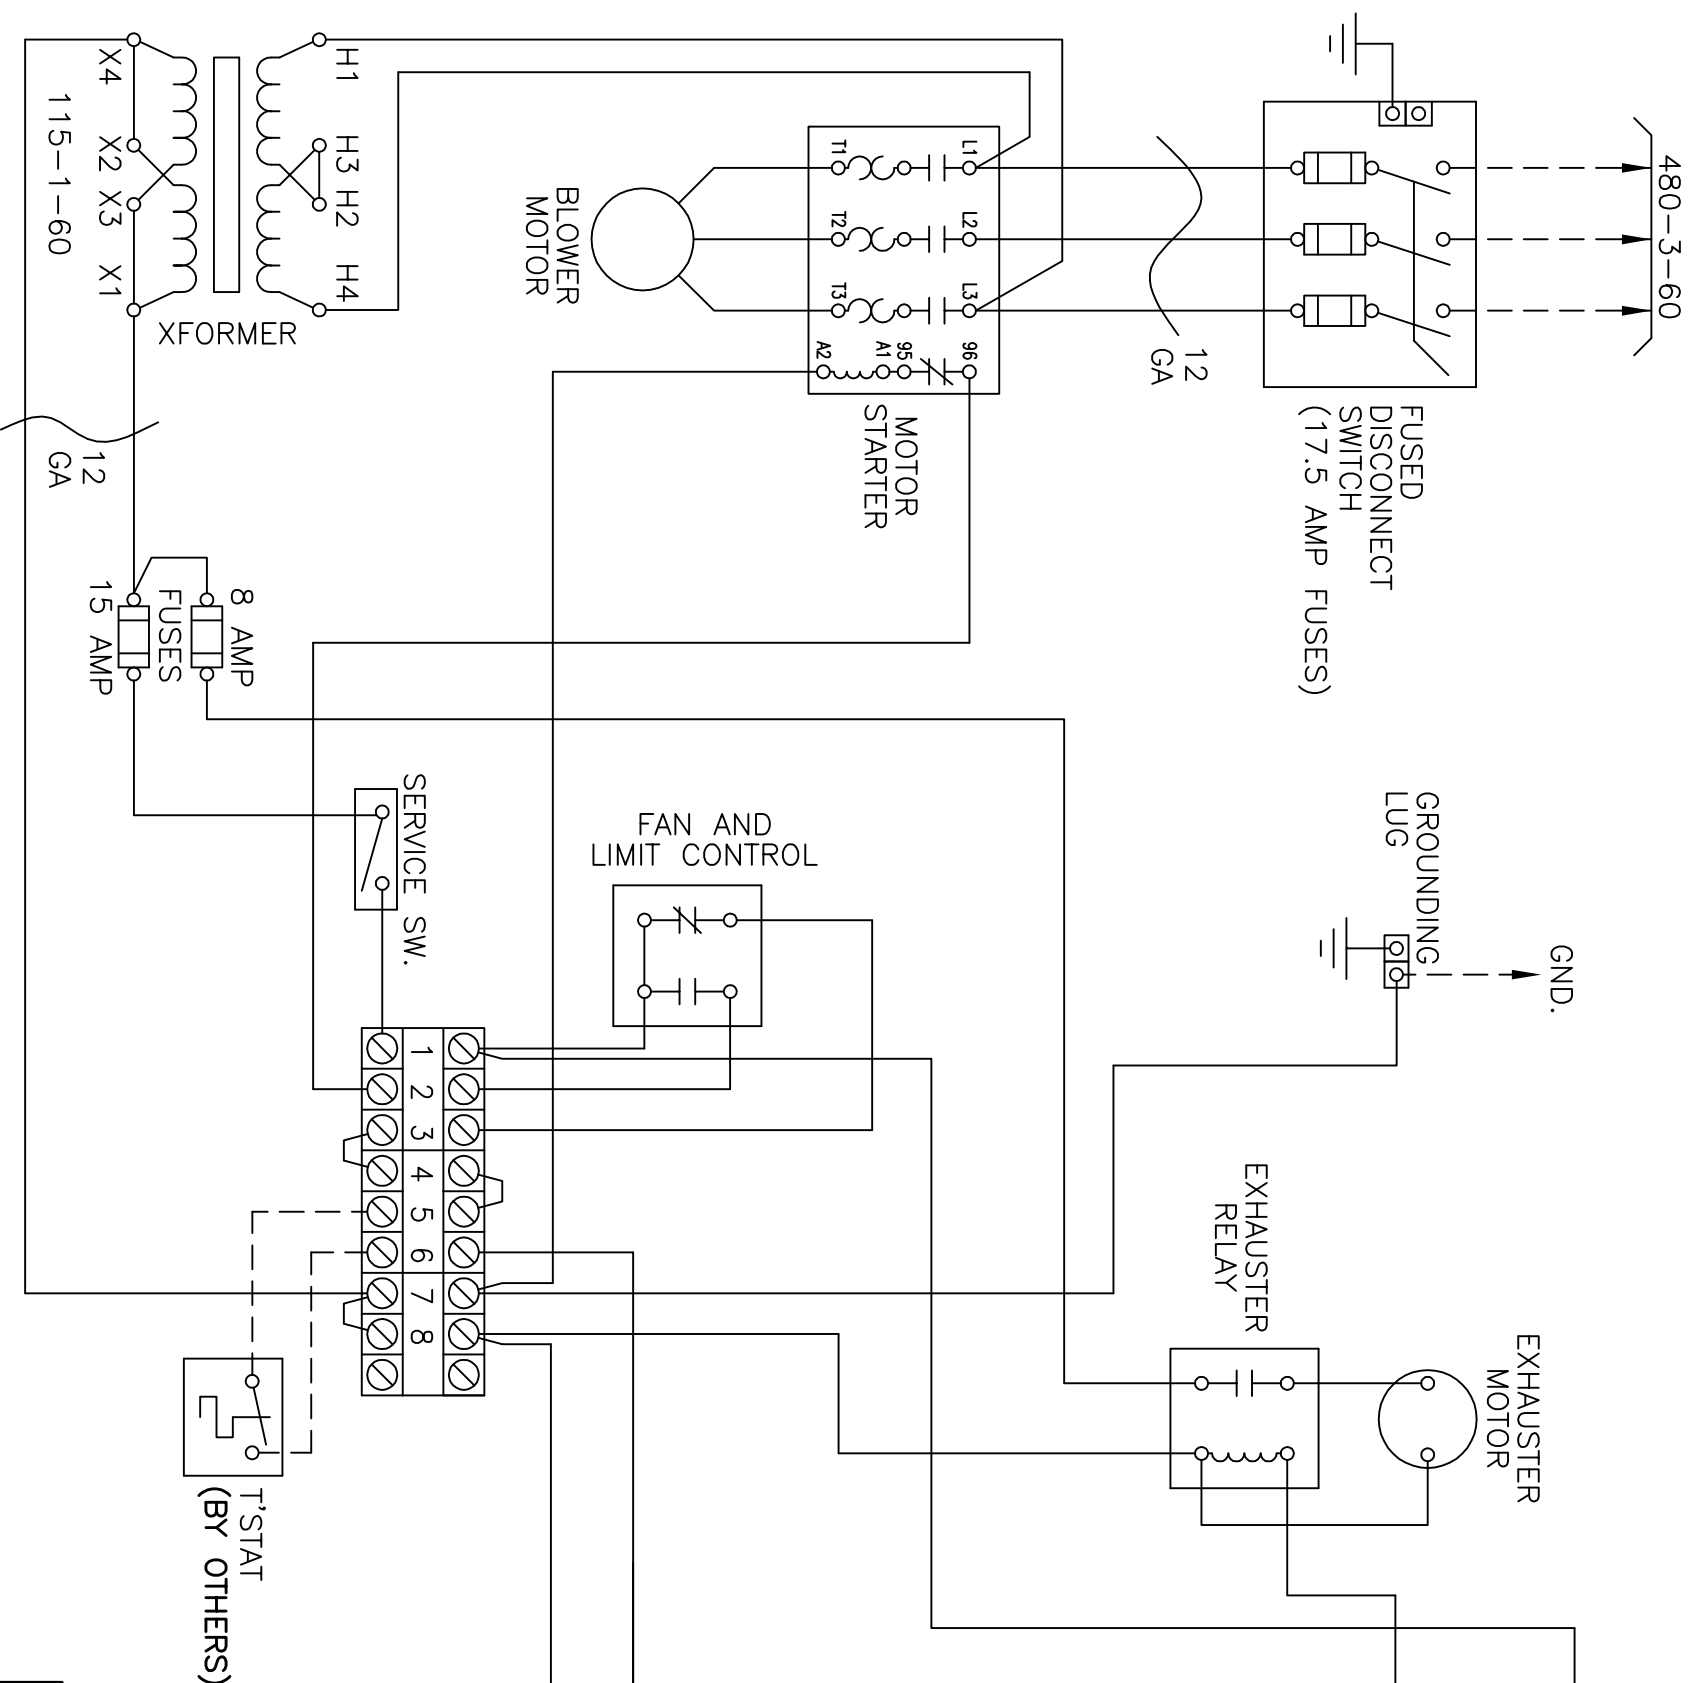 480-3-60
FUSED
DISCONNECT
SWITCH
(17.5 AMP FUSES)
12
GA
L1
L2
L3
96
T1
T2
T3
A2
A1
95
MOTOR
STARTER
BLOWER
MOTOR
H1
H3
H2
H4
X4
X2
X3
X1
XFORMER
115-1-60
12
GA
8 AMP
FUSES
15 AMP
GND.
GROUNDING
LUG
SERVICE SW.
FAN AND
LIMIT CONTROL
1
2
3
4
5
6
7
8
EXHAUSTER
RELAY
EXHAUSTER
MOTOR
T'STAT
(BY OTHERS)